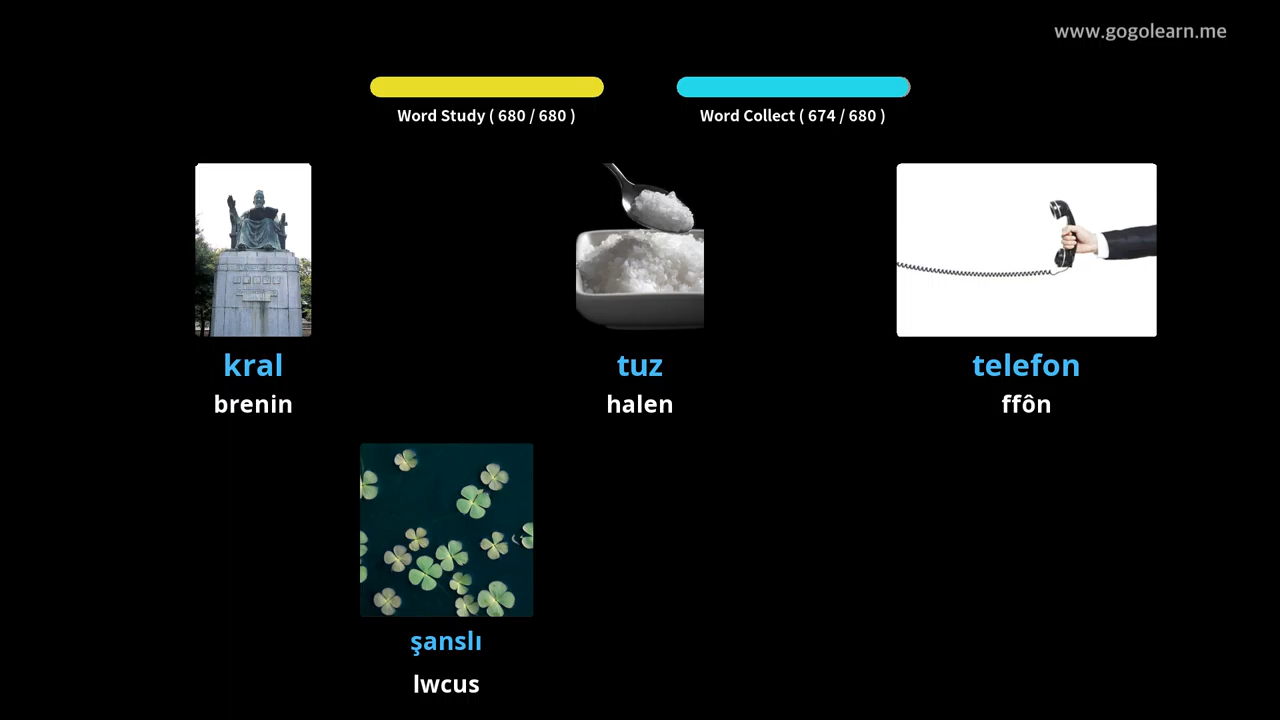 www.gogolearn.me
Word Study ( 680 / 680 )
Word Collect ( 674 / 680 )
kral
brenin
tuz
halen
telefon
ffôn
şanslı
lwcus